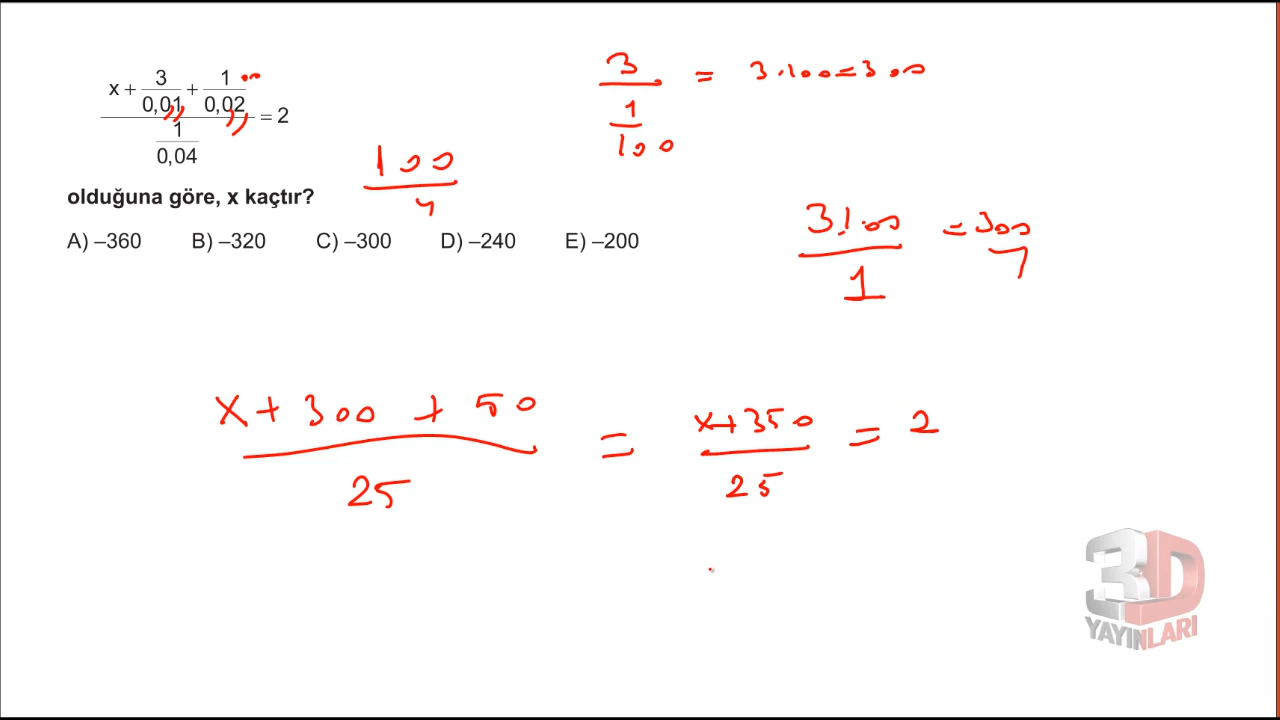 x + 3/0,01 + 1/0,02 00
1/0,04 = 2
olduğuna göre, x kaçtır?
A) –360 B) –320 C) –300 D) –240 E) –200
100/4
3/(1/100) = 3.100=300
3.100/1 = 300
x+300+50/25 = x+350/25 = 2
3D
YAYINLARI